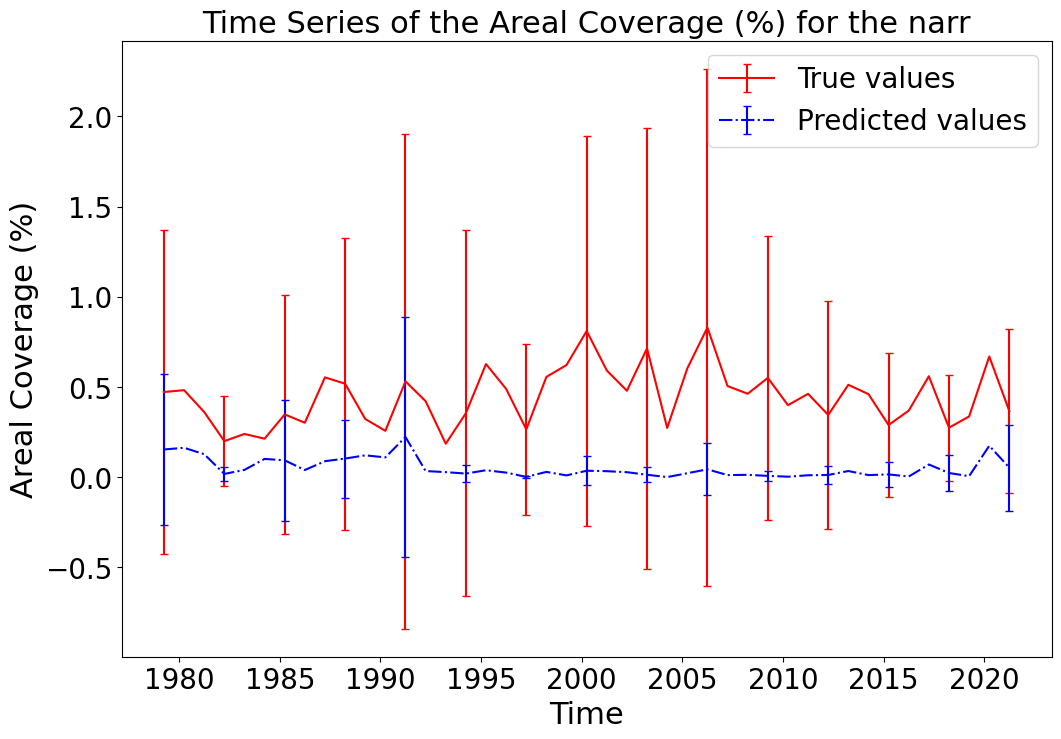 Time Series of the Areal Coverage (%) for the narr
True values
Predicted values
Areal Coverage (%)
2.0
1.5
1.0
0.5
0.0
−0.5
1980 1985 1990 1995 2000 2005 2010 2015 2020
Time